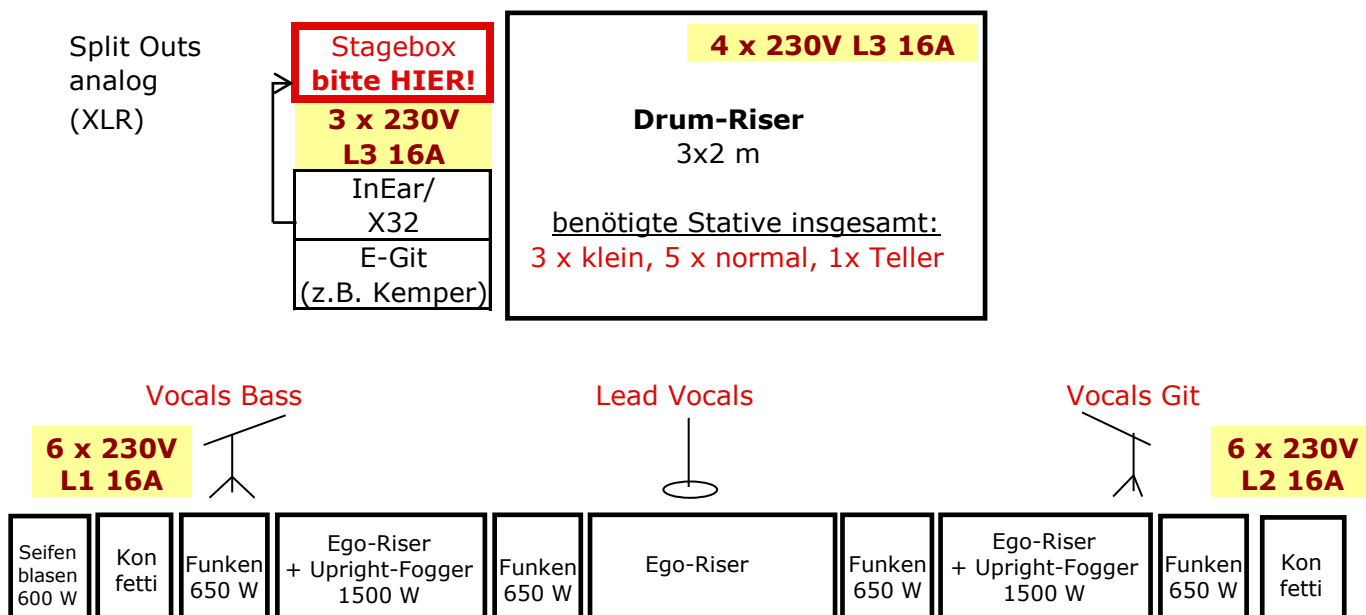 Split Outs
analog
(XLR)
Stagebox
bitte HIER!
3 x 230V
L3 16A
InEar/
X32
E-Git
(z.B. Kemper)
4 x 230V L3 16A
Drum-Riser
3x2 m
benötigte Stative insgesamt:
3 x klein, 5 x normal, 1x Teller
Vocals Bass
Lead Vocals
Vocals Git
6 x 230V
L1 16A
6 x 230V
L2 16A
Seifen
blasen
600 W
Kon
fetti
Funken
650 W
Ego-Riser
+ Upright-Fogger
1500 W
Funken
650 W
Ego-Riser
Funken
650 W
Ego-Riser
+ Upright-Fogger
1500 W
Funken
650 W
Kon
fetti